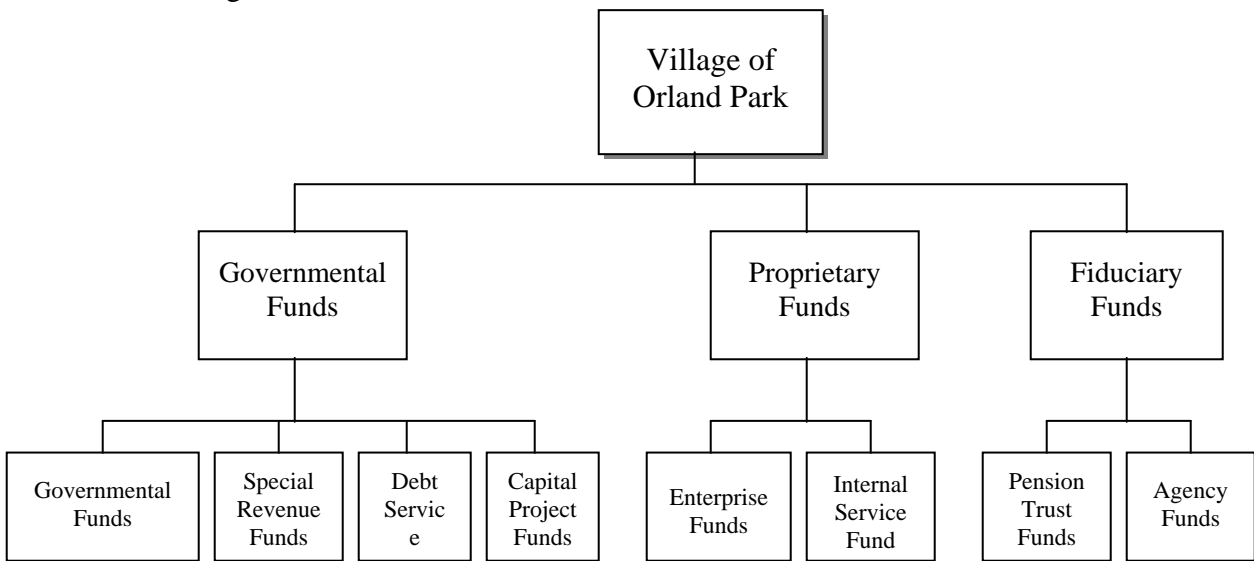 Village of
Orland Park
Governmental
Funds
Proprietary
Funds
Fiduciary
Funds
Governmental
Funds
Special
Revenue
Funds
Debt
Servic
e
Capital
Project
Funds
Enterprise
Funds
Internal
Service
Fund
Pension
Trust
Funds
Agency
Funds